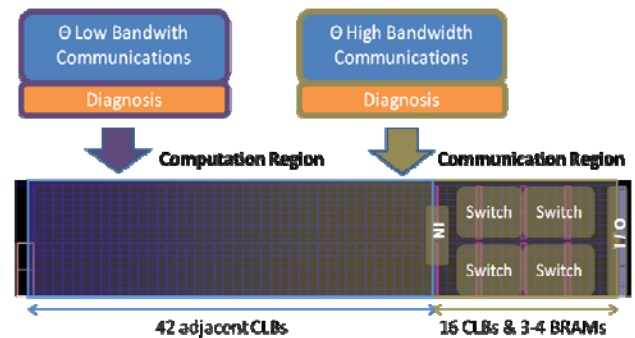 Θ Low Bandwith
Communications
Diagnosis
Θ High Bandwidth
Communications
Diagnosis
Computation Region
Communication Region
NI
Switch
Switch
Switch
Switch
I/O
42 adjacent CLBs
16 CLBs & 3-4 BRAMs